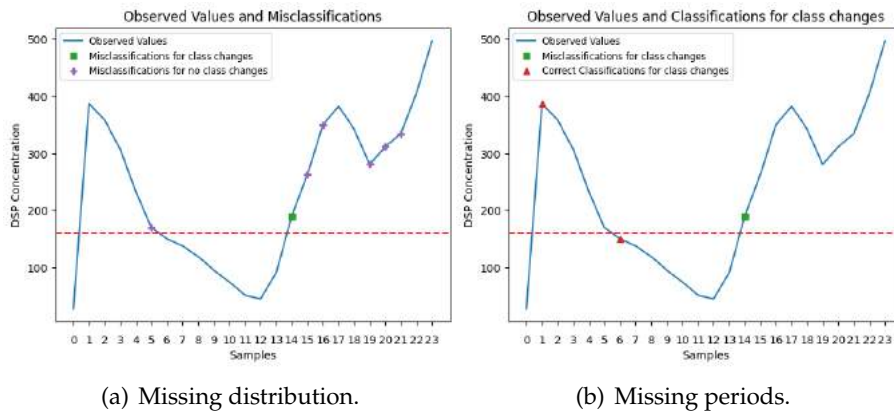 Observed Values and Misclassifications
500
400
300
200
100
DSP Concentration
Observed Values
Misclassifications for class changes
Misclassifications for no class changes
0 1 2 3 4 5 6 7 8 9 10 11 12 13 14 15 16 17 18 19 20 21 22 23
Samples
(a) Missing distribution.
Observed Values and Classifications for class changes
500
400
300
200
100
DSP Concentration
Observed Values
Misclassifications for class changes
Correct Classifications for class changes
0 1 2 3 4 5 6 7 8 9 10 11 12 13 14 15 16 17 18 19 20 21 22 23
Samples
(b) Missing periods.